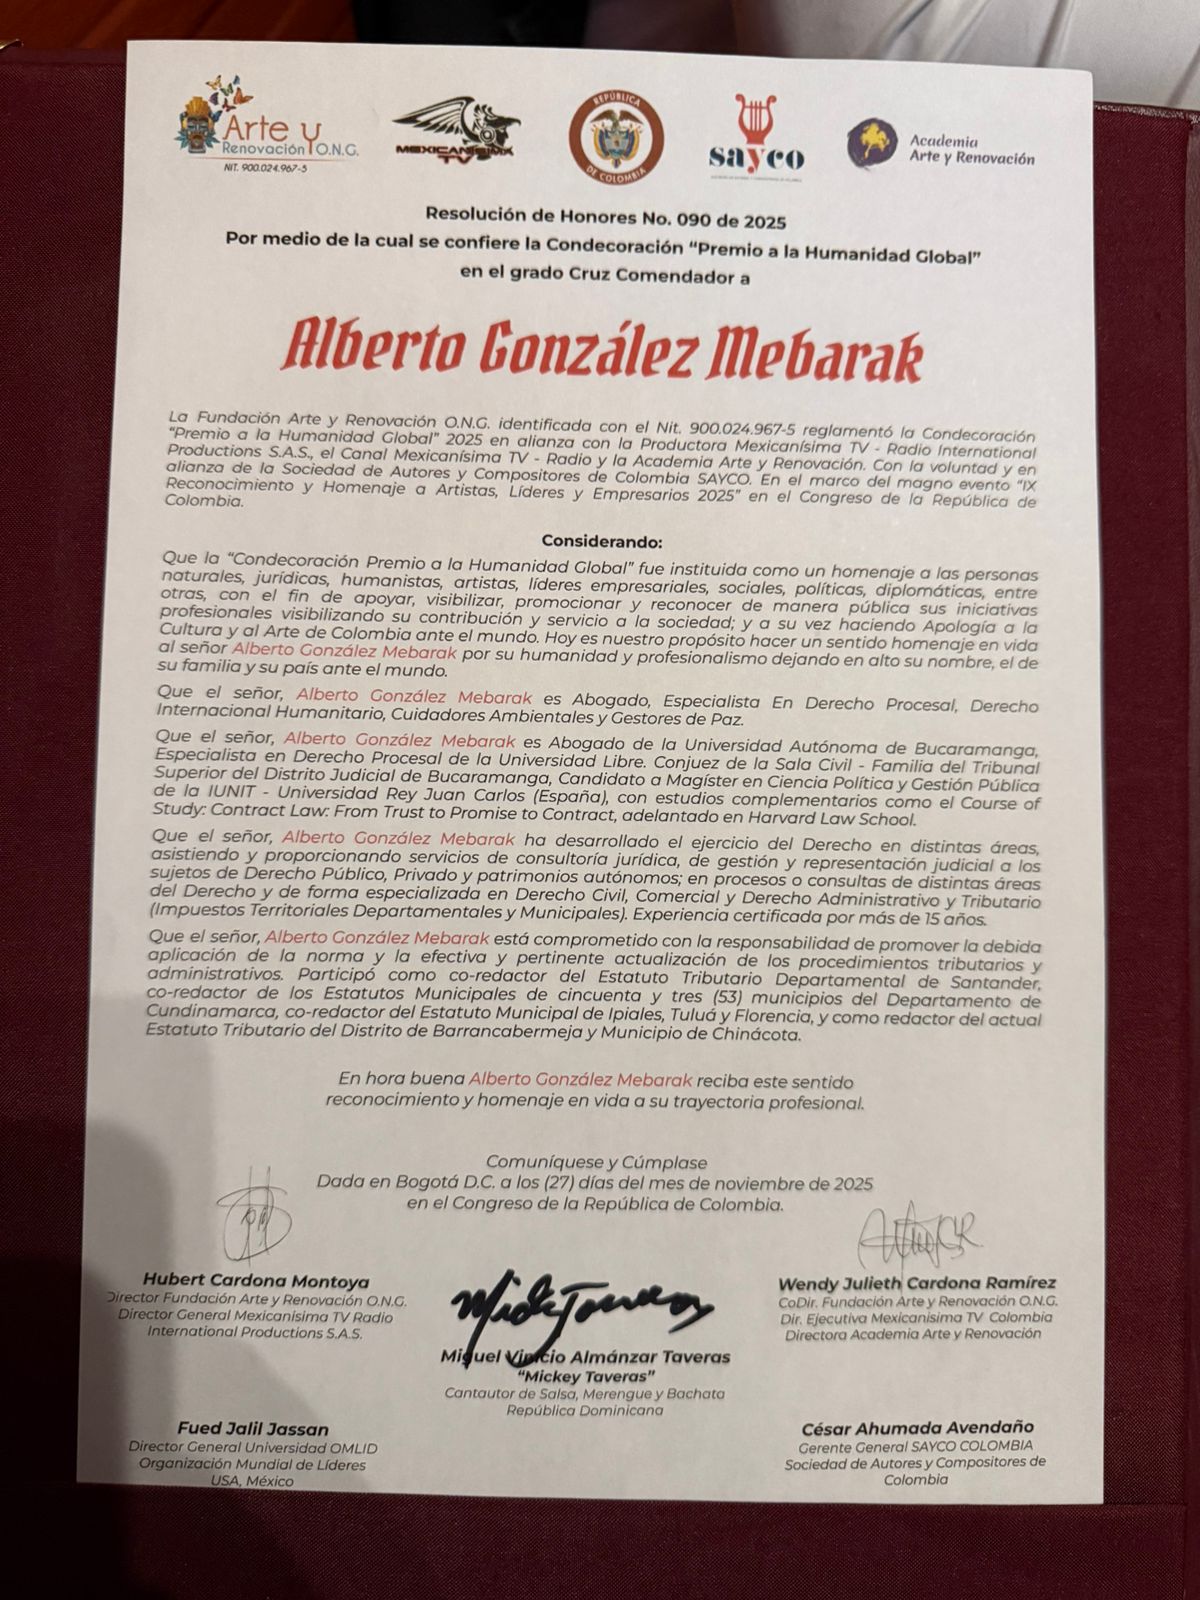 Arte y
Renovación O.N.G.
NIT. 900.024.967-5
MEXICANISIMA
TV
REPÚBLICA
DE COLOMBIA
sayco
Academia
Arte y Renovación
Resolución de Honores No. 090 de 2025
Por medio de la cual se confiere la Condecoración “Premio a la Humanidad Global”
en el grado Cruz Comendador a
Alberto González Mebarak
La Fundación Arte y Renovación O.N.G. identificada con el Nit. 900.024.967-5 reglamentó la Condecoración
“Premio a la Humanidad Global” 2025 en alianza con la Productora Mexicanísima TV - Radio International
Productions S.A.S., el Canal Mexicanísima TV - Radio y la Academia Arte y Renovación. Con la voluntad y en
alianza de la Sociedad de Autores y Compositores de Colombia SAYCO. En el marco del magno evento “IX
Reconocimiento y Homenaje a Artistas, Líderes y Empresarios 2025” en el Congreso de la República de
Colombia.
Considerando:
Que la “Condecoración Premio a la Humanidad Global” fue instituida como un homenaje a las personas
naturales, jurídicas, humanistas, artistas, líderes empresariales, sociales, políticas, diplomáticas, entre
otras, con el fin de apoyar, visibilizar, promocionar y reconocer de manera pública sus iniciativas
profesionales visibilizando su contribución y servicio a la sociedad; y a su vez haciendo Apología a la
Cultura y al Arte de Colombia ante el mundo. Hoy es nuestro propósito hacer un sentido homenaje en vida
al señor Alberto González Mebarak por su humanidad y profesionalismo dejando en alto su nombre, el de
su familia y su país ante el mundo.
Que el señor, Alberto González Mebarak es Abogado, Especialista En Derecho Procesal, Derecho
Internacional Humanitario, Cuidadores Ambientales y Gestores de Paz.
Que el señor, Alberto González Mebarak es Abogado de la Universidad Autónoma de Bucaramanga,
Especialista en Derecho Procesal de la Universidad Libre. Conjuez de la Sala Civil - Familia del Tribunal
Superior del Distrito Judicial de Bucaramanga, Candidato a Magíster en Ciencia Política y Gestión Pública
de la IUNIT - Universidad Rey Juan Carlos (España), con estudios complementarios como el Course of
Study: Contract Law: From Trust to Promise to Contract, adelantado en Harvard Law School.
Que el señor, Alberto González Mebarak ha desarrollado el ejercicio del Derecho en distintas áreas,
asistiendo y proporcionando servicios de consultoría jurídica, de gestión y representación judicial a los
sujetos de Derecho Público, Privado y patrimonios autónomos; en procesos o consultas de distintas áreas
del Derecho y de forma especializada en Derecho Civil, Comercial y Derecho Administrativo y Tributario
(Impuestos Territoriales Departamentales y Municipales). Experiencia certificada por más de 15 años.
Que el señor, Alberto González Mebarak está comprometido con la responsabilidad de promover la debida
aplicación de la norma y la efectiva y pertinente actualización de los procedimientos tributarios y
administrativos. Participó como co-redactor del Estatuto Tributario Departamental de Santander,
co-redactor de los Estatutos Municipales de cincuenta y tres (53) municipios del Departamento de
Cundinamarca, co-redactor del Estatuto Municipal de Ipiales, Tuluá y Florencia, y como redactor del actual
Estatuto Tributario del Distrito de Barrancabermeja y Municipio de Chinácota.
En hora buena Alberto González Mebarak reciba este sentido
reconocimiento y homenaje en vida a su trayectoria profesional.
Comuníquese y Cúmplase
Dada en Bogotá D.C. a los (27) días del mes de noviembre de 2025
en el Congreso de la República de Colombia.
Hubert Cardona Montoya
Director Fundación Arte y Renovación O.N.G.
Director General Mexicanisima TV Radio
International Productions S.A.S.
Wendy Julieth Cardona Ramírez
CoDir. Fundación Arte y Renovación O.N.G.
Dir. Ejecutiva Mexicanisima TV Colombia
Directora Academia Arte y Renovación
Mickey Taveras
Miguel Vinicio Almánzar Taveras
“Mickey Taveras”
Cantautor de Salsa, Merengue y Bachata
República Dominicana
Fued Jalil Jassan
Director General Universidad OMLID
Organización Mundial de Líderes
USA, México
César Ahumada Avendaño
Gerente General SAYCO COLOMBIA
Sociedad de Autores y Compositores de
Colombia